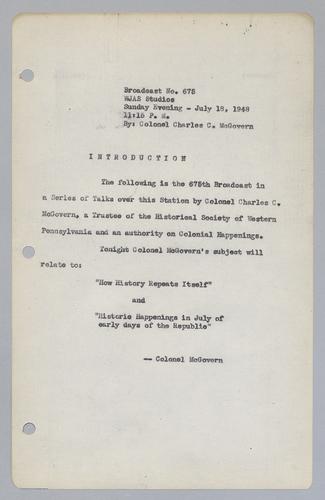 Broadcast No. 675
WJAS Studios
Sunday Evening - July 18, 1948
11:15 P. M.
By: Colonel Charles C. McGovern
INTRODUCTION
The following is the 675th Broadcast in
a Series of Talks over this Station by Colonel Charles C.
McGovern, a Trustee of the Historical Society of Western
Pennsylvania and an authority on Colonial Happenings.
Tonight Colonel McGovern's subject will
relate to:
"How History Repeats Itself"
and
"Historic Happenings in July of
early days of the Republic"
-- Colonel McGovern